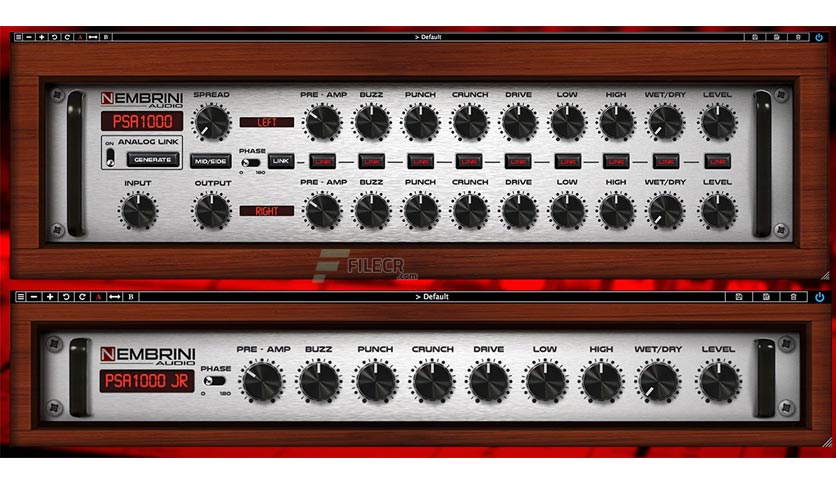 A B > Default
NEMBRINI AUDIO
PSA1000
SPREAD
LEFT
PRE - AMP BUZZ PUNCH CRUNCH DRIVE LOW HIGH WET/DRY LEVEL
ON ANALOG LINK
GENERATE
MID/SIDE
PHASE
0 180
LINK LINK LINK LINK LINK LINK LINK LINK LINK LINK
INPUT OUTPUT
RIGHT
PRE - AMP BUZZ PUNCH CRUNCH DRIVE LOW HIGH WET/DRY LEVEL
FILECR .com
A B > Default
NEMBRINI AUDIO
PSA1000 JR
PHASE
0 180
PRE - AMP BUZZ PUNCH CRUNCH DRIVE LOW HIGH WET/DRY LEVEL